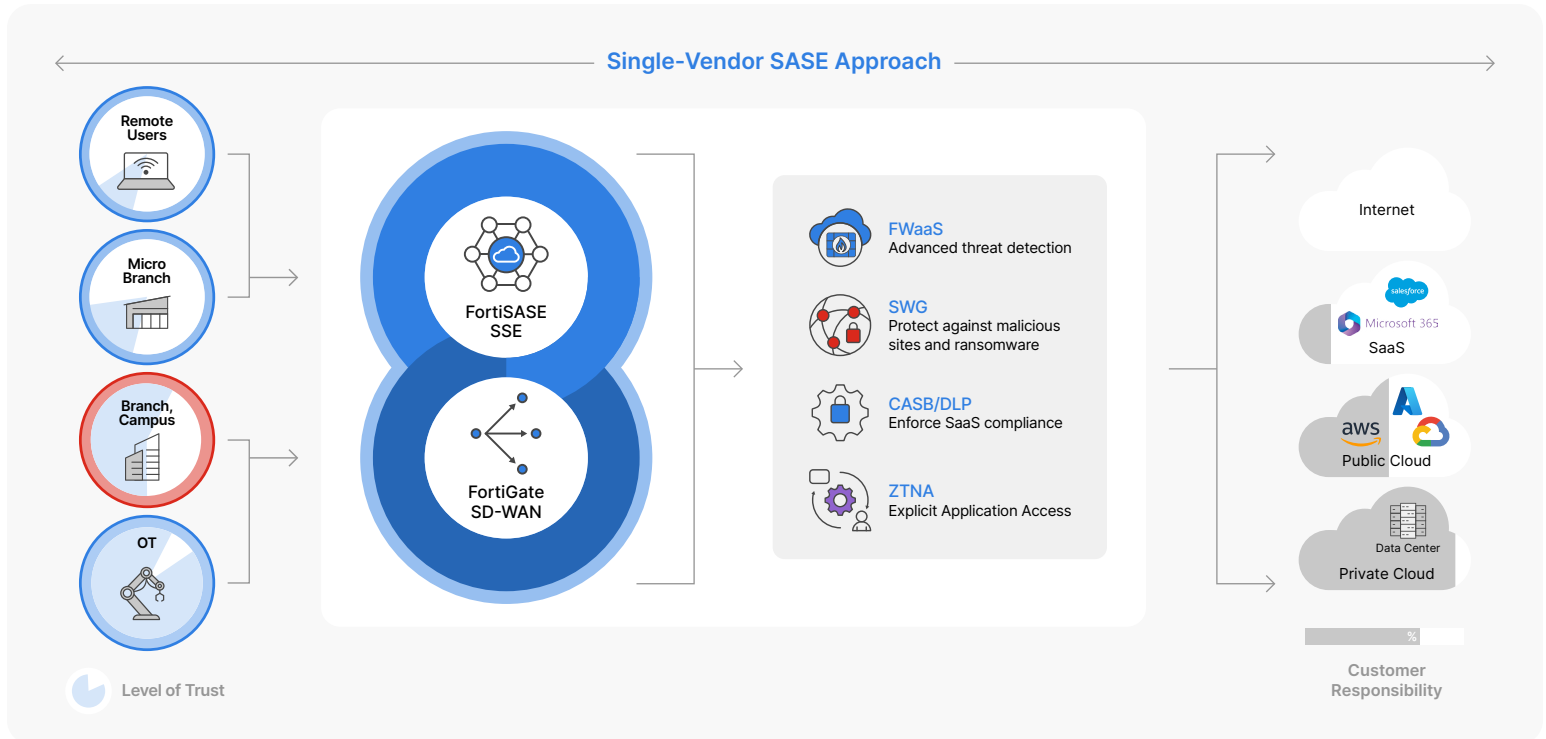 Single-Vendor SASE Approach
Remote
Users
Micro
Branch
Branch,
Campus
OT
Level of Trust
FortiSASE
SSE
FortiGate
SD-WAN
FWaaS
Advanced threat detection
SWG
Protect against malicious
sites and ransomware
CASB/DLP
Enforce SaaS compliance
ZTNA
Explicit Application Access
Internet
salesforce
Microsoft 365
SaaS
aws
Public Cloud
Data Center
Private Cloud
%
Customer
Responsibility